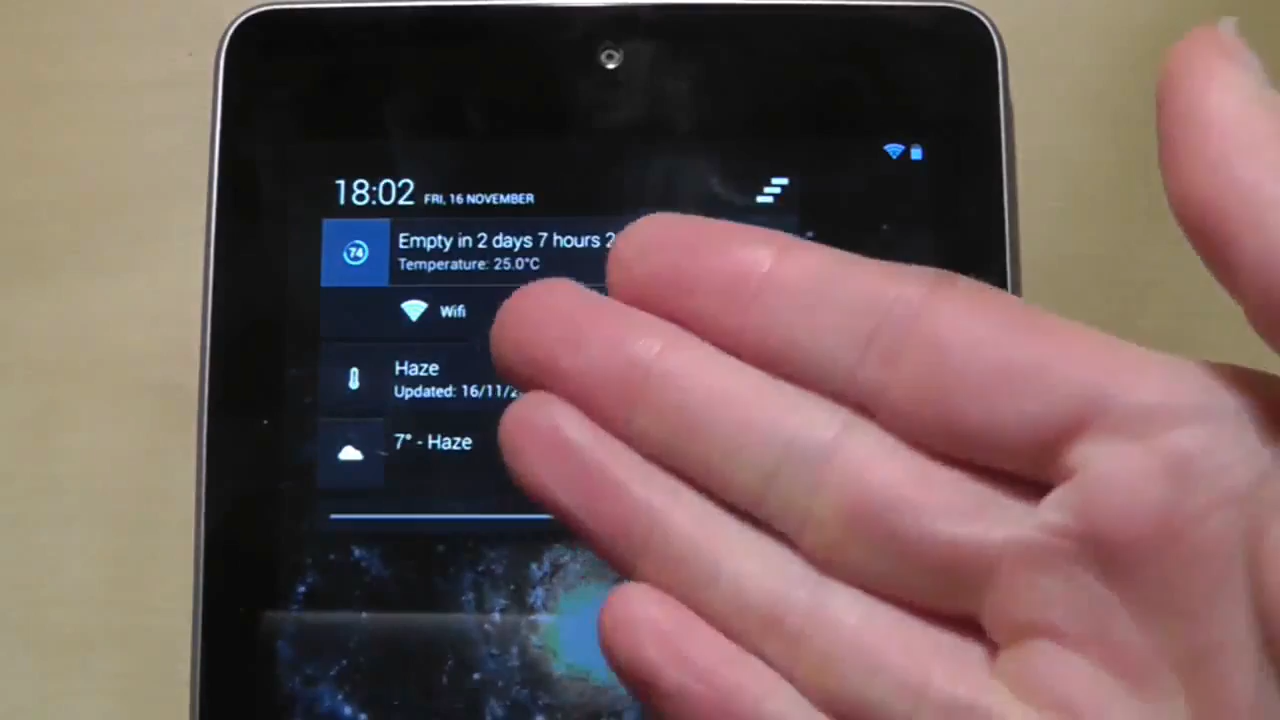 18:02 FRI, 16 NOVEMBER
74
Empty in 2 days 7 hours
Temperature: 25.0°C
Wifi
Haze
Updated: 16/11/
7° - Haze